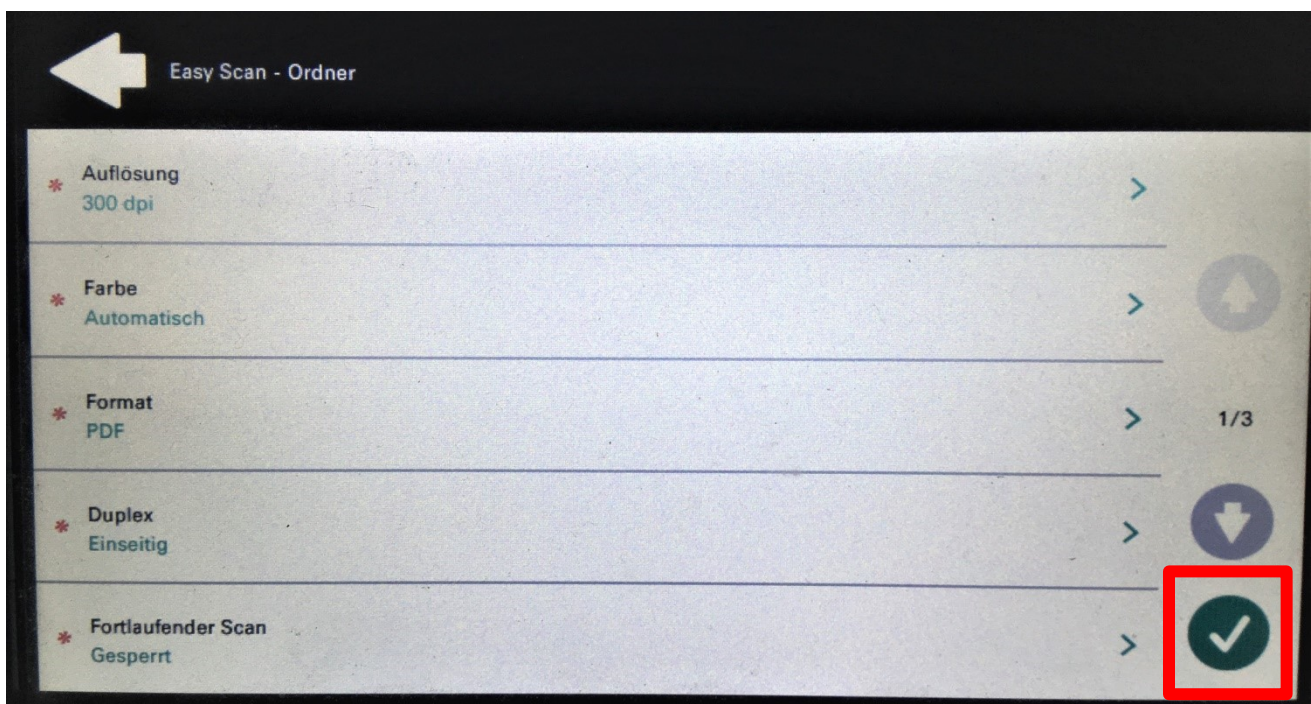 Easy Scan - Ordner
* Auflösung
300 dpi
* Farbe
Automatisch
* Format
PDF
1/3
* Duplex
Einseitig
* Fortlaufender Scan
Gesperrt